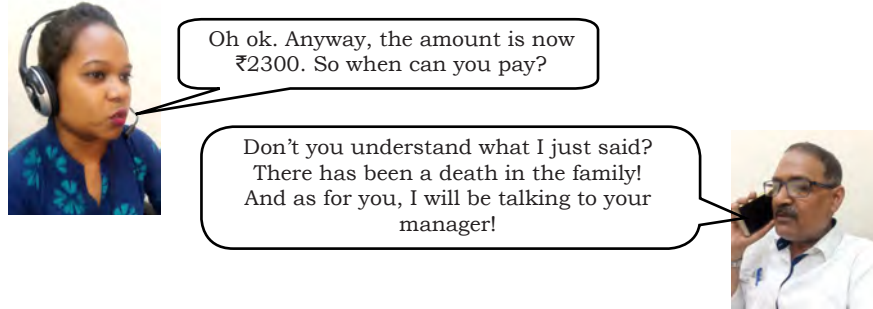 Oh ok. Anyway, the amount is now
₹2300. So when can you pay?
Don’t you understand what I just said?
There has been a death in the family!
And as for you, I will be talking to your
manager!